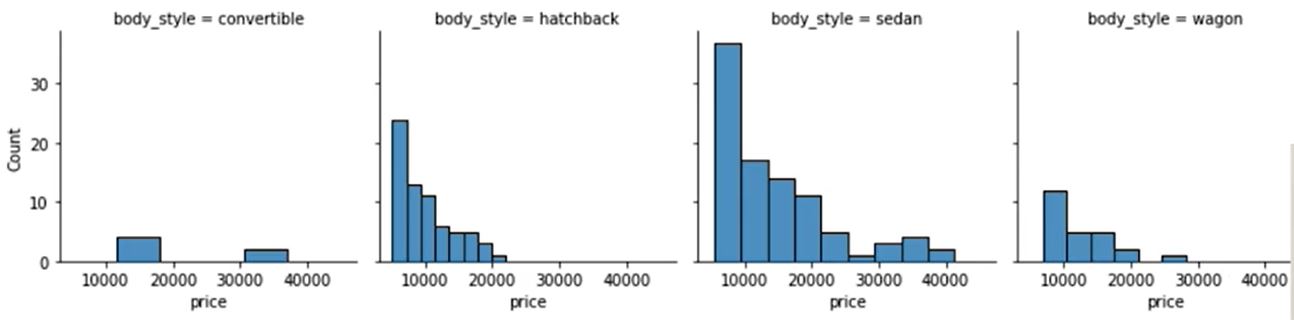 body_style = convertible
body_style = hatchback
body_style = sedan
body_style = wagon
Count
30
20
10
0
10000 20000 30000 40000
10000 20000 30000 40000
10000 20000 30000 40000
10000 20000 30000 40000
price
price
price
price